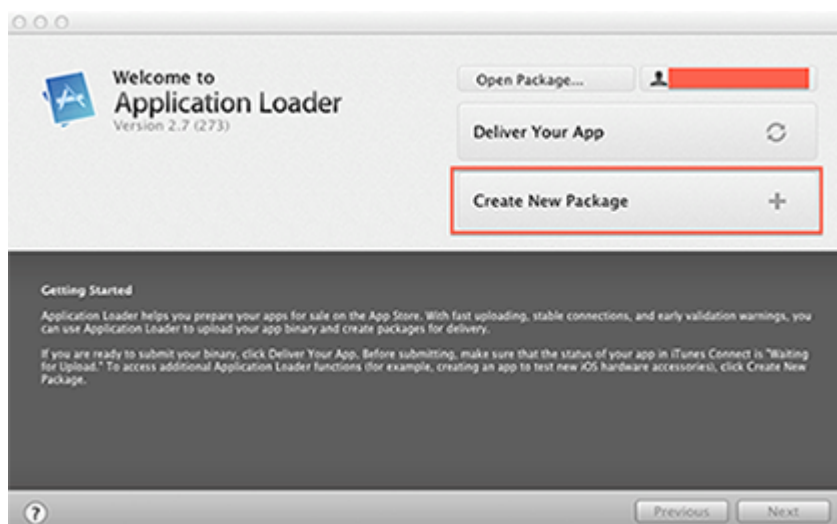 Welcome to
Application Loader
Version 2.7 (273)
Open Package...
Deliver Your App
Create New Package
Getting Started
Application Loader helps you prepare your apps for sale on the App Store. With fast uploading, stable connections, and early validation warnings, you
can use Application Loader to upload your app binary and create packages for delivery.
If you are ready to submit your binary, click Deliver Your App. Before submitting, make sure that the status of your app in iTunes Connect is "Waiting
for Upload." To access additional Application Loader functions (for example, creating an app to test new iOS hardware accessories), click Create New
Package.
?
Previous
Next